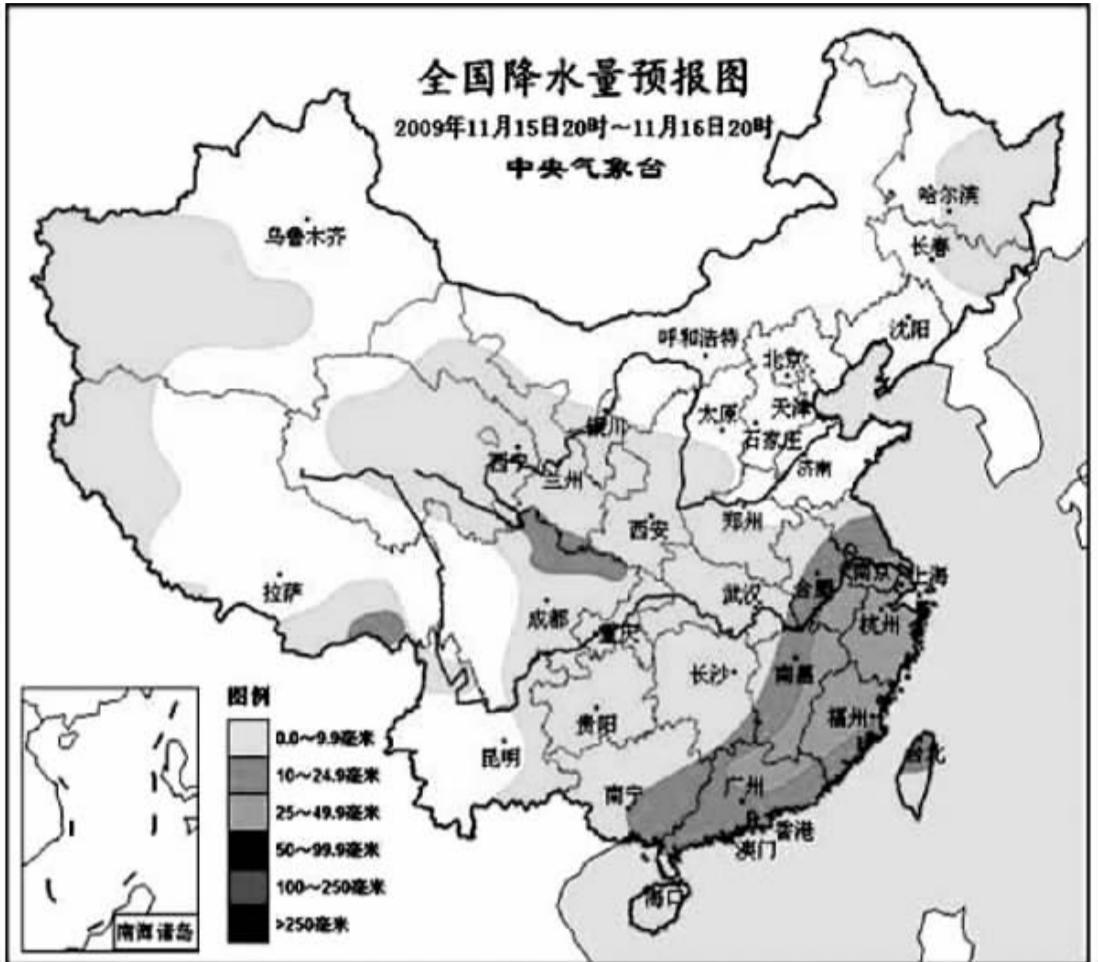 全国降水量预报图
2009年11月15日20时～11月16日20时
中央气象台
哈尔滨
乌鲁木齐
长春
沈阳
呼和浩特
北京
天津
银川
太原
石家庄
西宁
兰州
济南
西安
郑州
拉萨
成都
武汉
合肥
南京
上海
重庆
杭州
长沙
南昌
贵阳
福州
昆明
台北
南宁
广州
香港
澳门
海口
图例
0.0～9.9毫米
10～24.9毫米
25～49.9毫米
50～99.9毫米
100～250毫米
>250毫米
南海诸岛